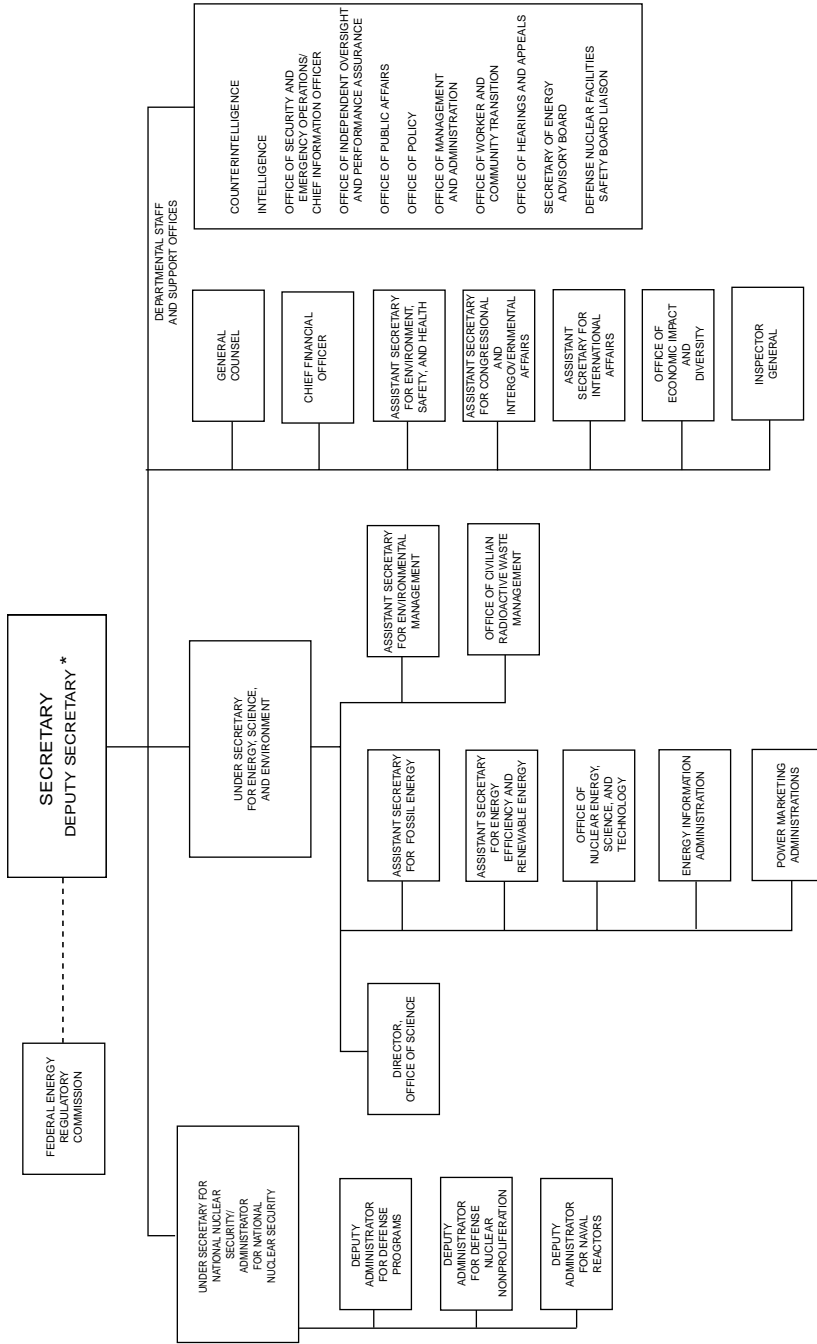 SECRETARY
DEPUTY SECRETARY *
FEDERAL ENERGY
REGULATORY
COMMISSION
UNDER SECRETARY FOR
NATIONAL NUCLEAR
SECURITY/
ADMINISTRATOR
FOR NATIONAL
NUCLEAR SECURITY
DEPUTY
ADMINISTRATOR
FOR DEFENSE
PROGRAMS
DEPUTY
ADMINISTRATOR
FOR DEFENSE
NUCLEAR
NONPROLIFERATION
DEPUTY
ADMINISTRATOR
FOR NAVAL
REACTORS
UNDER SECRETARY
FOR ENERGY, SCIENCE,
AND ENVIRONMENT
DIRECTOR,
OFFICE OF SCIENCE
ASSISTANT SECRETARY
FOR FOSSIL ENERGY
ASSISTANT SECRETARY
FOR ENERGY
EFFICIENCY AND
RENEWABLE ENERGY
OFFICE OF
NUCLEAR ENERGY,
SCIENCE, AND
TECHNOLOGY
ENERGY INFORMATION
ADMINISTRATION
POWER MARKETING
ADMINISTRATIONS
ASSISTANT SECRETARY
FOR ENVIRONMENTAL
MANAGEMENT
OFFICE OF CIVILIAN
RADIOACTIVE WASTE
MANAGEMENT
DEPARTMENTAL STAFF
AND SUPPORT OFFICES
GENERAL
COUNSEL
CHIEF FINANCIAL
OFFICER
ASSISTANT SECRETARY
FOR ENVIRONMENT,
SAFETY, AND HEALTH
ASSISTANT SECRETARY
FOR CONGRESSIONAL
AND
INTERGOVERNMENTAL
AFFAIRS
ASSISTANT
SECRETARY FOR
INTERNATIONAL
AFFAIRS
OFFICE OF
ECONOMIC IMPACT
AND
DIVERSITY
INSPECTOR
GENERAL
COUNTERINTELLIGENCE
INTELLIGENCE
OFFICE OF SECURITY AND
EMERGENCY OPERATIONS/
CHIEF INFORMATION OFFICER
OFFICE OF INDEPENDENT OVERSIGHT
AND PERFORMANCE ASSURANCE
OFFICE OF PUBLIC AFFAIRS
OFFICE OF POLICY
OFFICE OF MANAGEMENT
AND ADMINISTRATION
OFFICE OF WORKER AND
COMMUNITY TRANSITION
OFFICE OF HEARINGS AND APPEALS
SECRETARY OF ENERGY
ADVISORY BOARD
DEFENSE NUCLEAR FACILITIES
SAFETY BOARD LIAISON